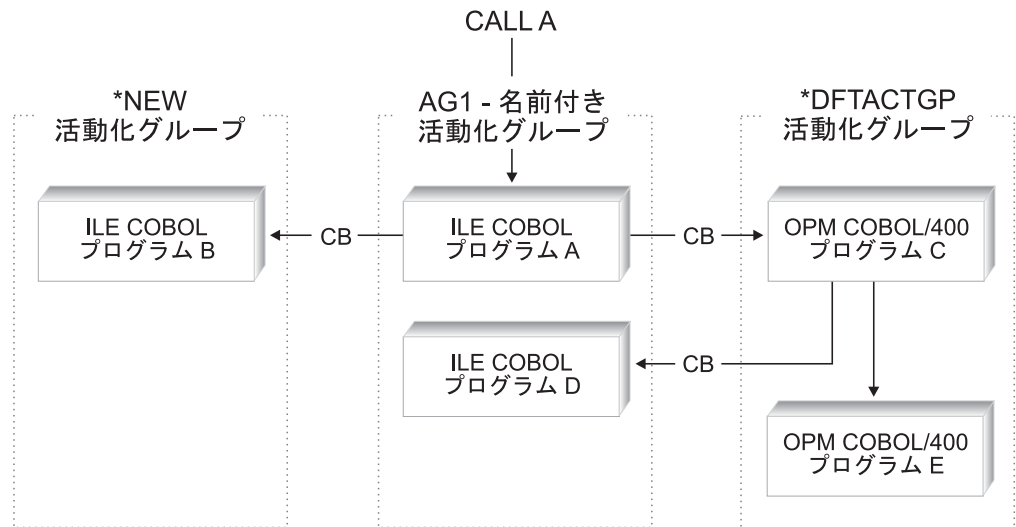 CALL A
*NEW
活動化グループ
AG1 - 名前付き
活動化グループ
*DFTACTGP
活動化グループ
ILE COBOL
プログラム B
CB
ILE COBOL
プログラム A
CB
OPM COBOL/400
プログラム C
ILE COBOL
プログラム D
CB
OPM COBOL/400
プログラム E